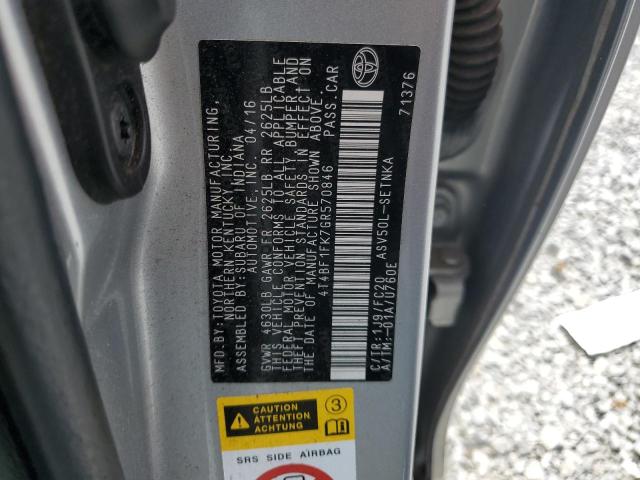 MFD. BY:TOYOTA MOTOR MANUFACTURING,
NORTHERN KENTUCKY, INC.
ASSEMBLED BY:SUBARU OF INDIANA
AUTOMOTIVE, INC. 04/16
GVWR 4630LB GAWR FR 2625LB RR 2625LB
THIS VEHICLE CONFORMS TO ALL APPLICABLE
FEDERAL MOTOR VEHICLE SAFETY, BUMPER AND
THEFT PREVENTION STANDARDS IN EFFECT ON
THE DATE OF MANUFACTURE SHOWN ABOVE.
4T4BF1FK7GR570846 PASS.CAR
C/TR:1J9/FC20 ASV50L-SETNKA
A/TM:-01A/U760E
71376
CAUTION
ATTENTION
ACHTUNG
3
SRS SIDE AIRBAG